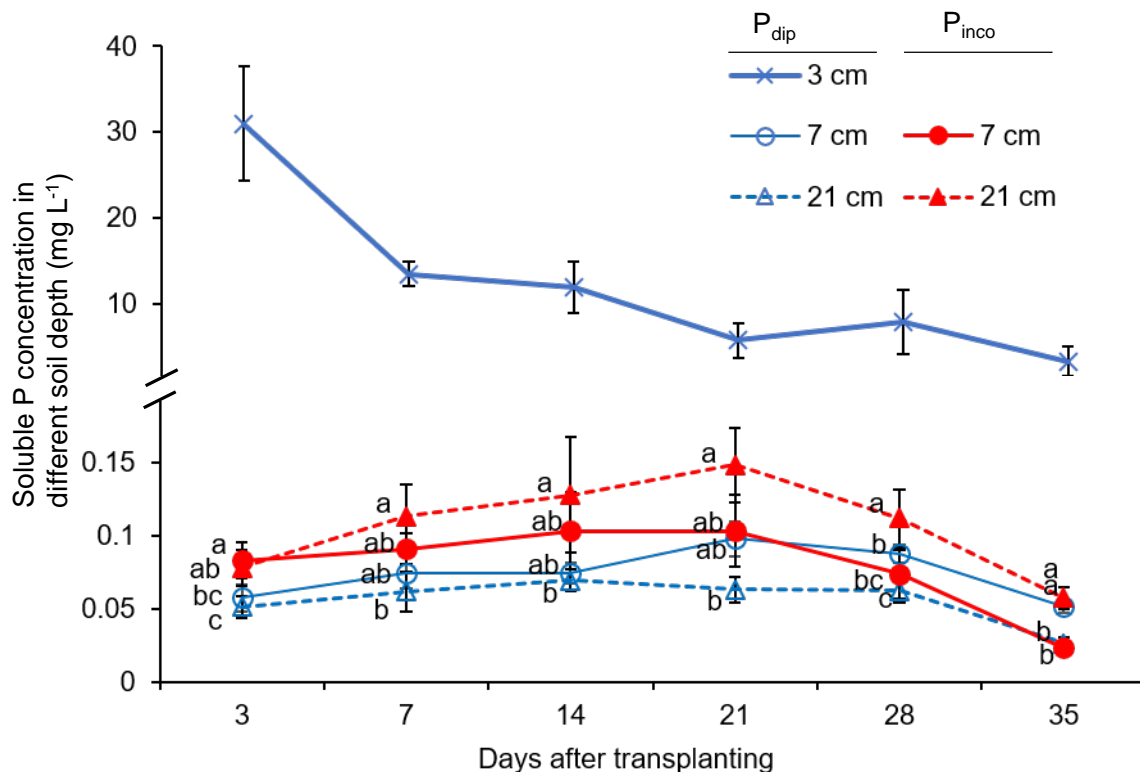 P_dip P_inco
3 cm
7 cm 7 cm
21 cm 21 cm
Soluble P concentration in
different soil depth (mg L⁻¹)
40
30
20
10
0.15
0.1
0.05
0
a
ab
bc
c
a
ab
ab
b
a
ab
ab
b
a
ab
ab
b
a
b
bc
c
a
a
b
b
3 7 14 21 28 35
Days after transplanting